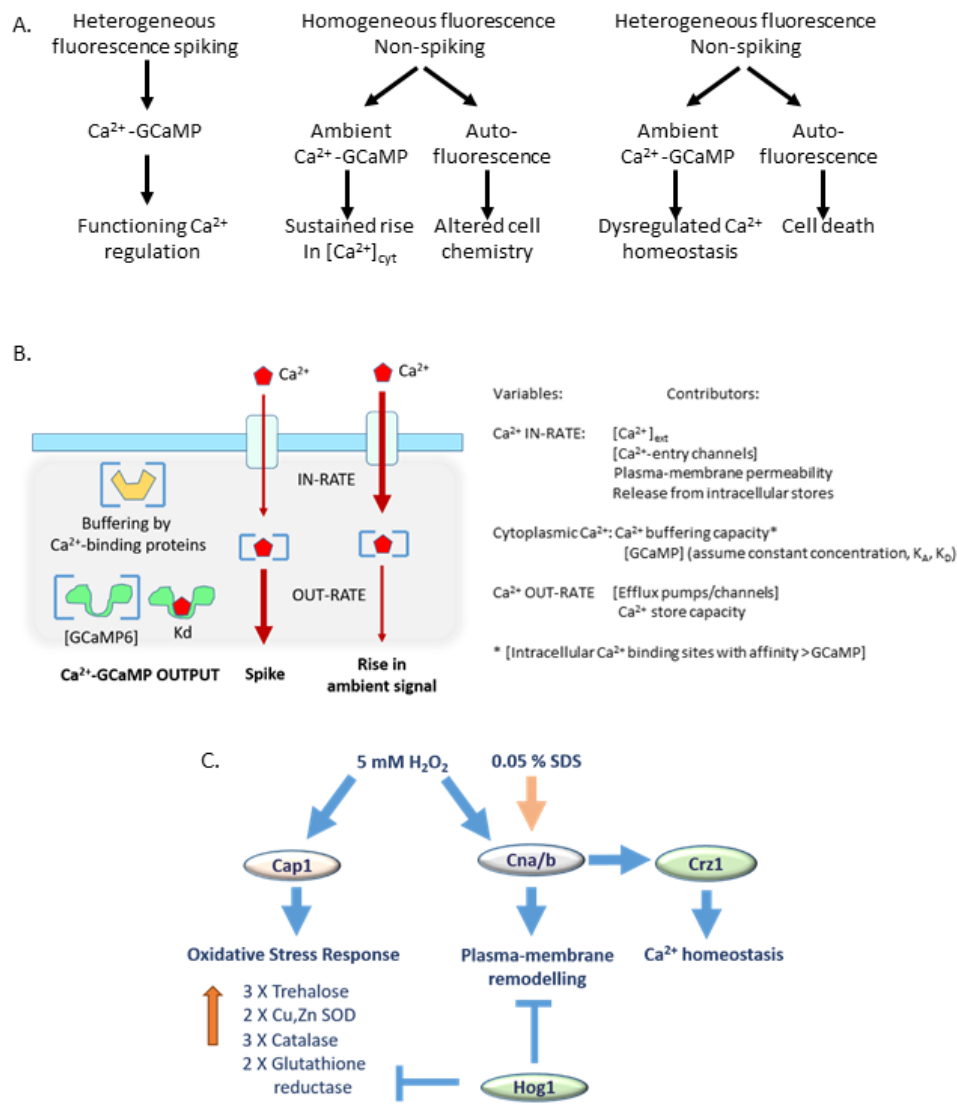 A.
Heterogeneous
fluorescence spiking
Ca²⁺-GCaMP
Functioning Ca²⁺
regulation
Homogeneous fluorescence
Non-spiking
Ambient
Ca²⁺-GCaMP
Auto-
fluorescence
Sustained rise
In [Ca²⁺]cyt
Altered cell
chemistry
Heterogeneous fluorescence
Non-spiking
Ambient
Ca²⁺-GCaMP
Auto-
fluorescence
Dysregulated Ca²⁺
homeostasis
Cell death
B.
Ca²⁺
Ca²⁺
IN-RATE
Buffering by
Ca²⁺-binding proteins
OUT-RATE
[GCaMP6]
Kd
Ca²⁺-GCaMP OUTPUT
Spike
Rise in
ambient signal
Variables:
Contributors:
Ca²⁺ IN-RATE:
[Ca²⁺]ext
[Ca²⁺-entry channels]
Plasma-membrane permeability
Release from intracellular stores
Cytoplasmic Ca²⁺: Ca²⁺ buffering capacity*
[GCaMP] (assume constant concentration, KA, KD)
Ca²⁺ OUT-RATE
[Efflux pumps/channels]
Ca²⁺ store capacity
* [Intracellular Ca²⁺ binding sites with affinity > GCaMP]
C.
5 mM H₂O₂
0.05 % SDS
Cap1
Cna/b
Crz1
Oxidative Stress Response
Plasma-membrane
remodelling
Ca²⁺ homeostasis
3 X Trehalose
2 X Cu,Zn SOD
3 X Catalase
2 X Glutathione
reductase
Hog1